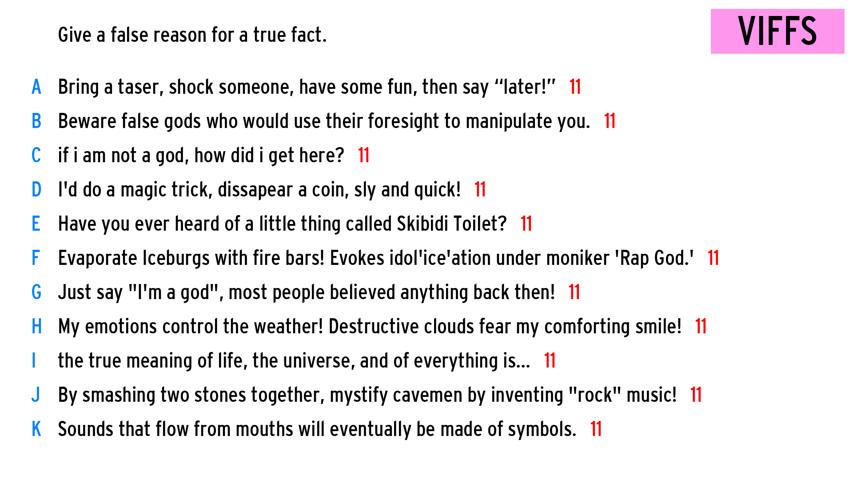 Give a false reason for a true fact.
VIFFS
A Bring a taser, shock someone, have some fun, then say “later!” 11
B Beware false gods who would use their foresight to manipulate you. 11
C if i am not a god, how did i get here? 11
D I'd do a magic trick, dissapear a coin, sly and quick! 11
E Have you ever heard of a little thing called Skibidi Toilet? 11
F Evaporate Iceburgs with fire bars! Evokes idol'ice'ation under moniker 'Rap God.' 11
G Just say "I'm a god", most people believed anything back then! 11
H My emotions control the weather! Destructive clouds fear my comforting smile! 11
I the true meaning of life, the universe, and of everything is... 11
J By smashing two stones together, mystify cavemen by inventing "rock" music! 11
K Sounds that flow from mouths will eventually be made of symbols. 11